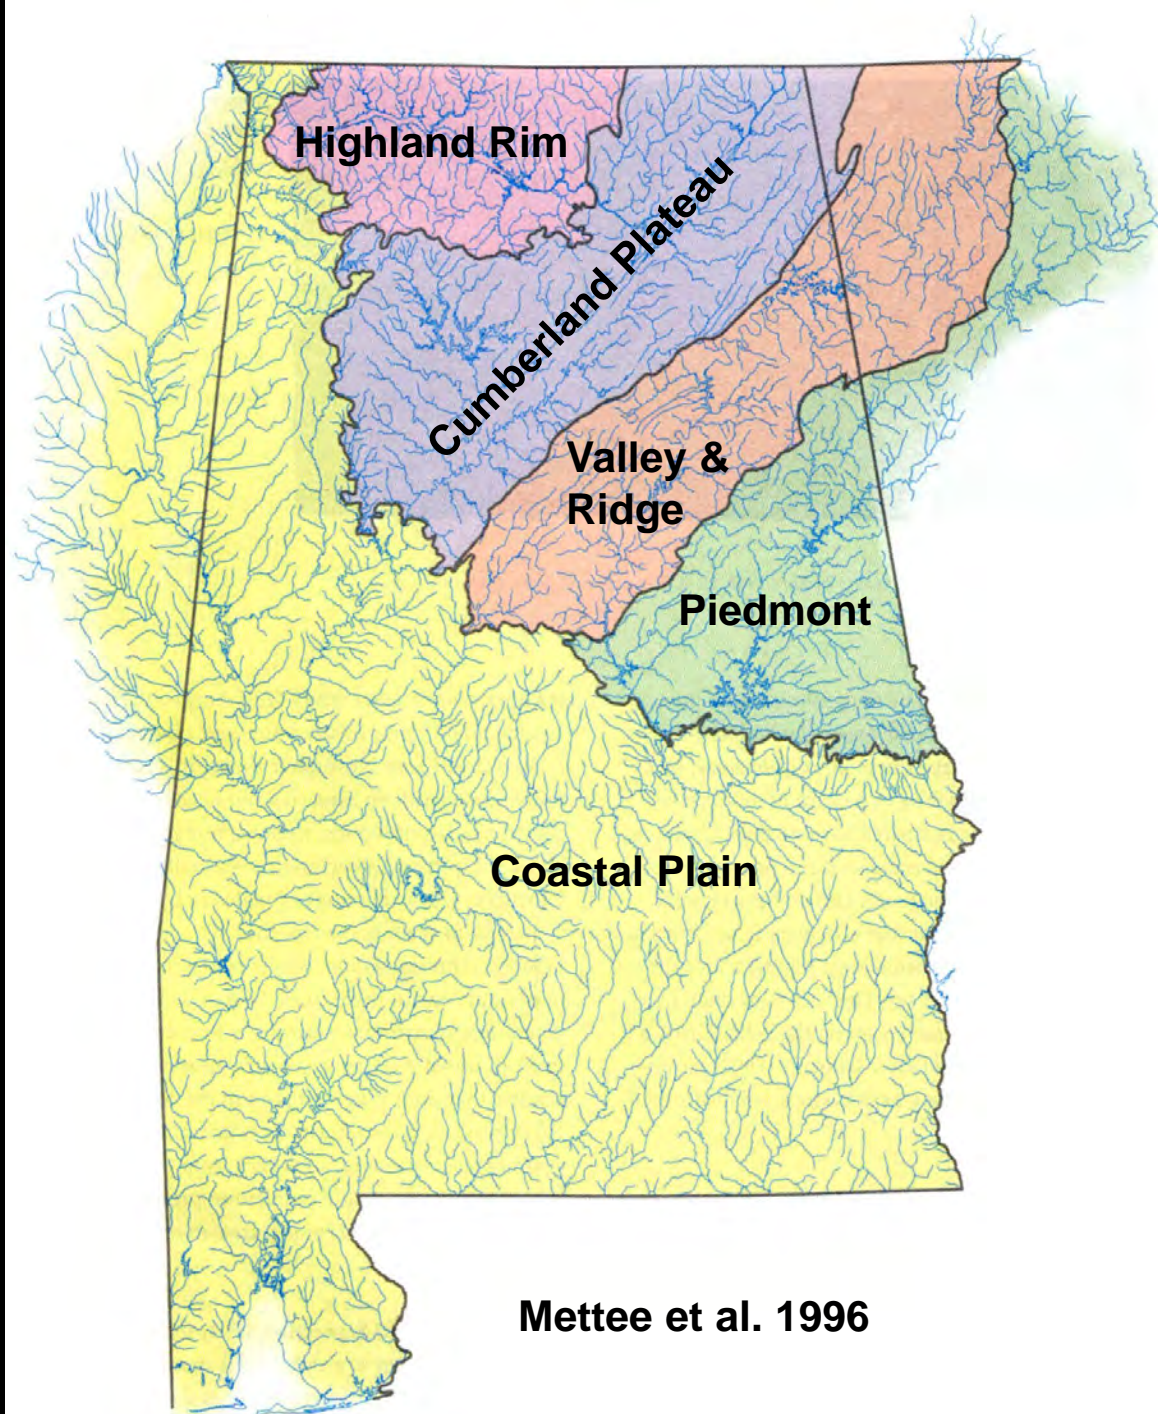 Highland Rim
Cumberland Plateau
Valley &
Ridge
Piedmont
Coastal Plain
Mettee et al. 1996